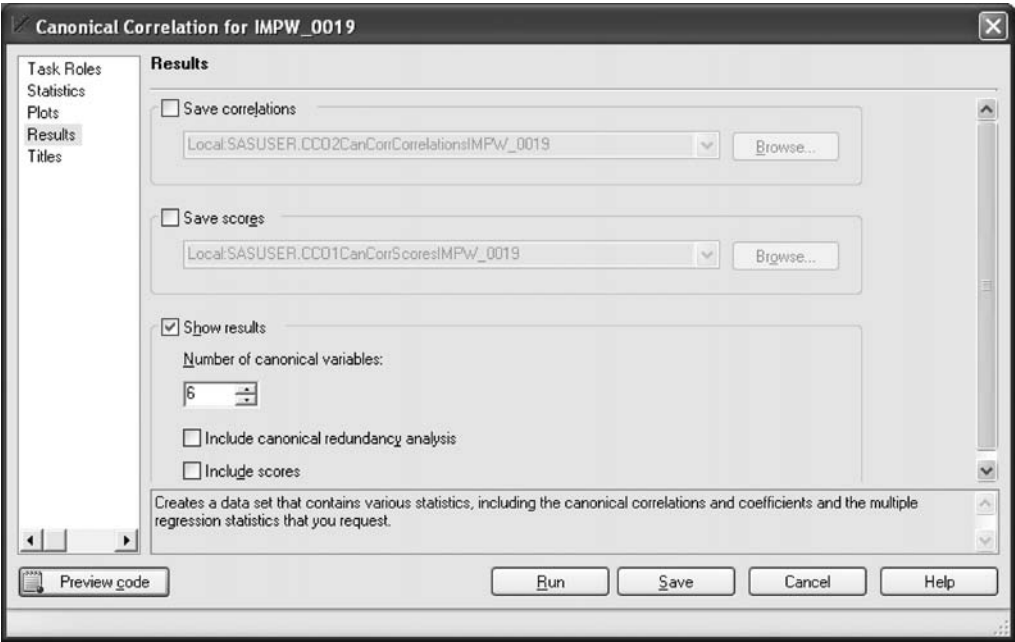 Canonical Correlation for IMPW_0019
Task Roles
Statistics
Plots
Results
Titles
Results
Save correlations
Local:SASUSER.CC02CanCorrCorrelationsIMPW_0019
Browse...
Save scores
Local:SASUSER.CC01CanCorrScoresIMPW_0019
Browse...
Show results
Number of canonical variables:
6
Include canonical redundancy analysis
Include scores
Creates a data set that contains various statistics, including the canonical correlations and coefficients and the multiple
regression statistics that you request.
Preview code
Run
Save
Cancel
Help